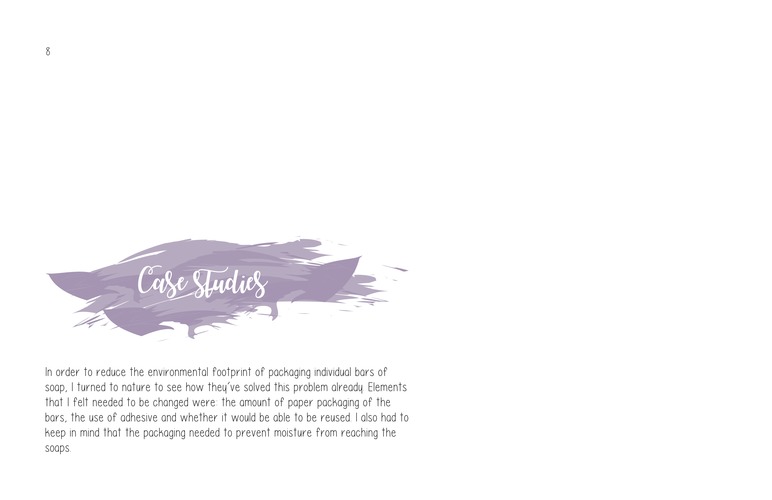 8
Case studies
In order to reduce the environmental footprint of packaging individual bars of
soap, I turned to nature to see how they've solved this problem already. Elements
that I felt needed to be changed were: the amount of paper packaging of the
bars, the use of adhesive and whether it would be able to be reused. I also had to
keep in mind that the packaging needed to prevent moisture from reaching the
soaps.